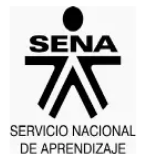 SENA
SERVICIO NACIONAL
DE APRENDIZAJE